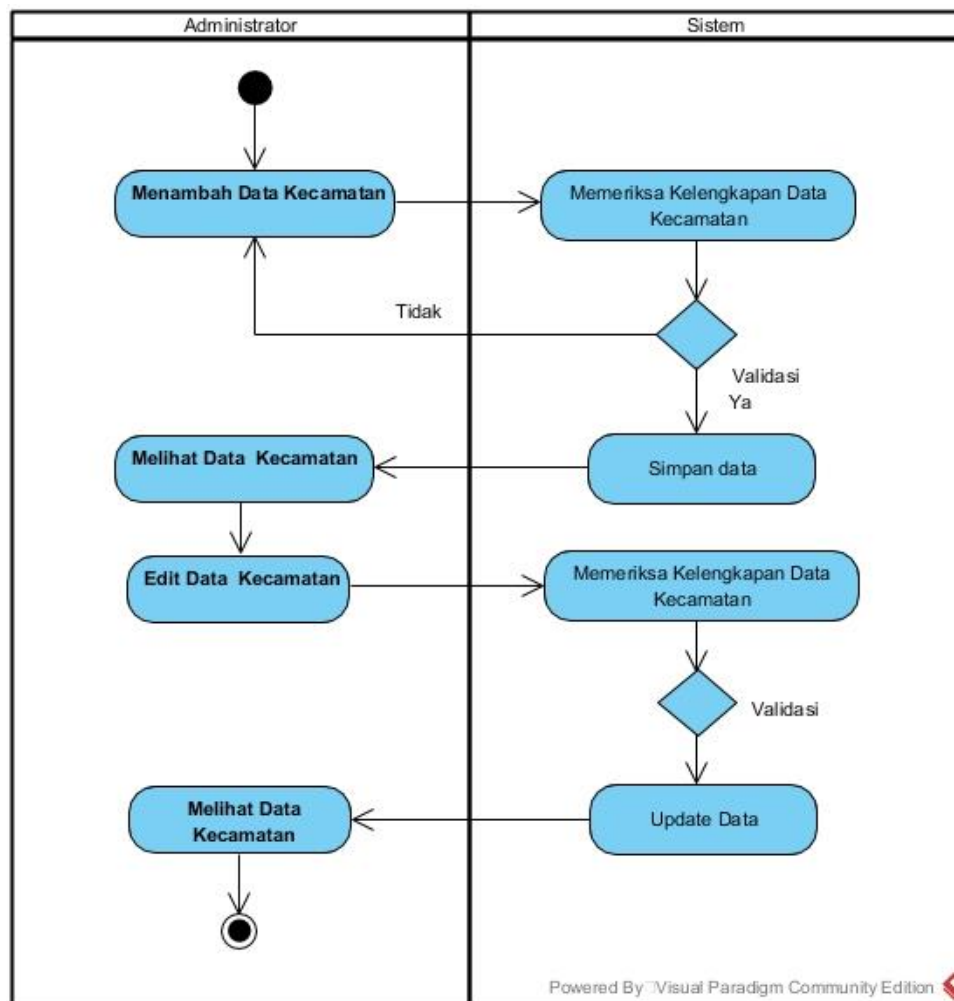 Administrator
Sistem
Menambah Data Kecamatan
Memeriksa Kelengkapan Data
Kecamatan
Tidak
Validasi
Ya
Melihat Data Kecamatan
Simpan data
Edit Data Kecamatan
Memeriksa Kelengkapan Data
Kecamatan
Validasi
Melihat Data
Kecamatan
Update Data
Powered By Visual Paradigm Community Edition